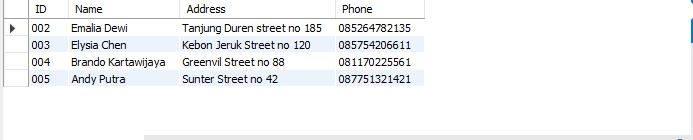 ID Name Address Phone
002 Emalia Dewi Tanjung Duren street no 185 085264782135
003 Elysia Chen Kebon Jeruk Street no 120 085754206611
004 Brando Kartawijaya Greenvil Street no 88 081170225561
005 Andy Putra Sunter Street no 42 087751321421